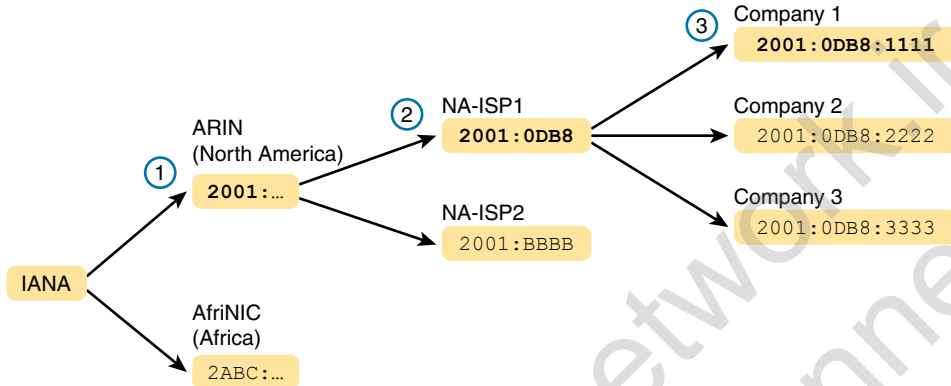 Company 1
3
2001:0DB8:1111
NA-ISP1
2
2001:0DB8
Company 2
2001:0DB8:2222
ARIN
(North America)
1
2001:…
Company 3
2001:0DB8:3333
NA-ISP2
2001:BBBB
IANA
AfriNIC
(Africa)
2ABC:…